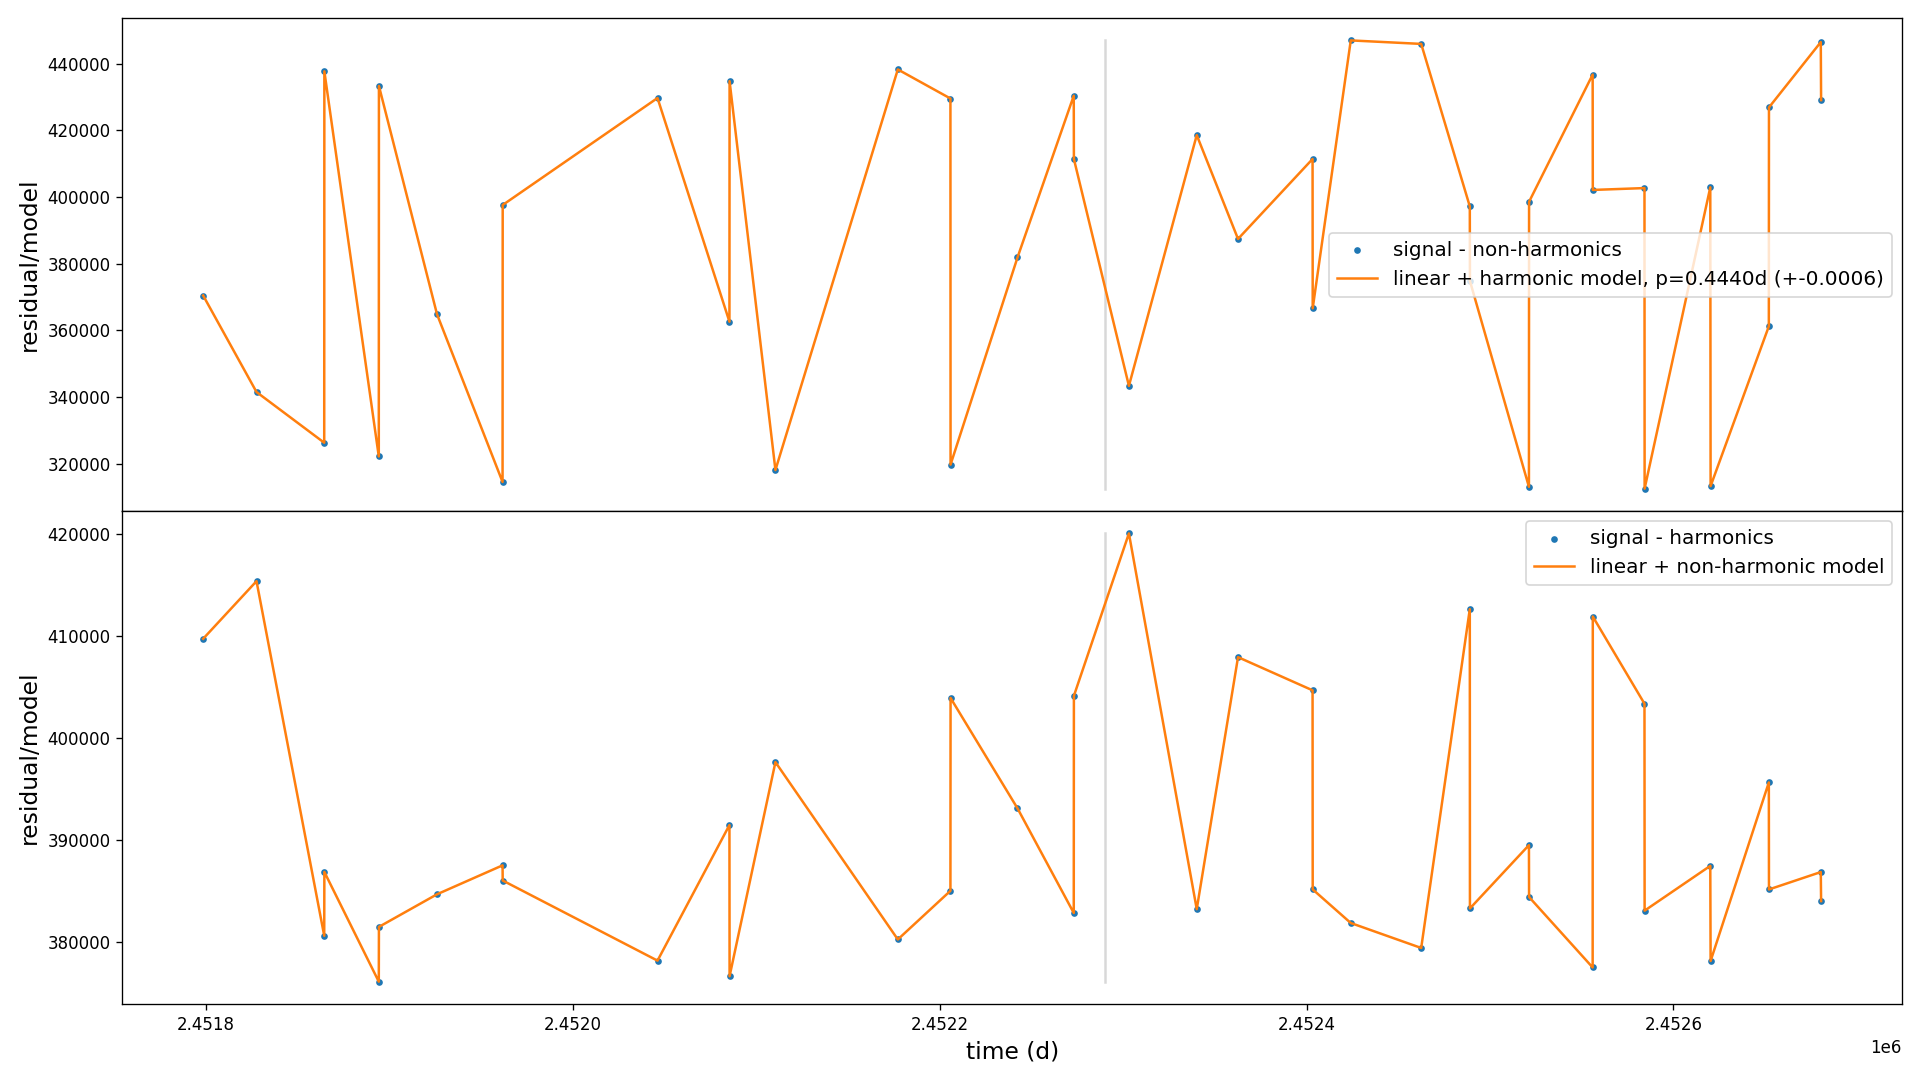 440000
420000
400000
380000
360000
340000
320000
residual/model
signal - non-harmonics
linear + harmonic model, p=0.4440d (+-0.0006)
420000
410000
400000
390000
380000
residual/model
signal - harmonics
linear + non-harmonic model
2.4518 2.4520 2.4522 2.4524 2.4526
time (d)
1e6